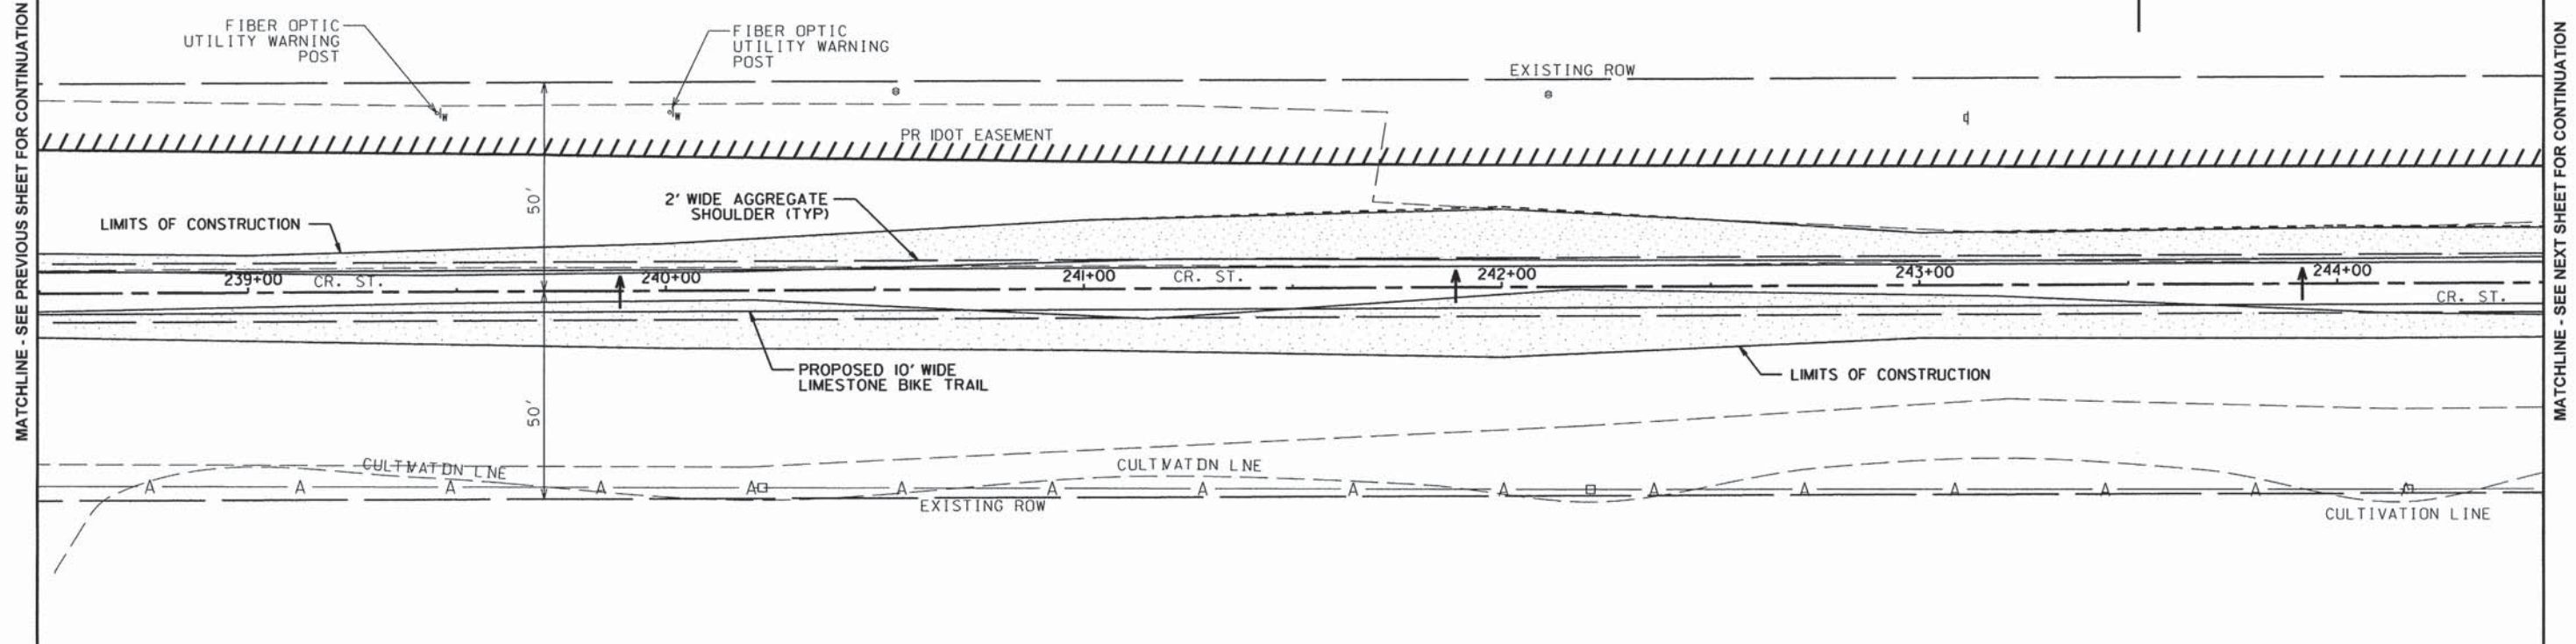 MATCHLINE - SEE PREVIOUS SHEET FOR CONTINUATION
FIBER OPTIC
UTILITY WARNING
POST
FIBER OPTIC
UTILITY WARNING
POST
EXISTING ROW
PR IDOT EASEMENT
50'
2' WIDE AGGREGATE
SHOULDER (TYP)
LIMITS OF CONSTRUCTION
239+00
CR. ST.
240+00
241+00
CR. ST.
242+00
243+00
244+00
CR. ST.
PROPOSED 10' WIDE
LIMESTONE BIKE TRAIL
LIMITS OF CONSTRUCTION
50'
CULTIVATION LINE
CULTIVATION LINE
A A A A A A A A A A A A A A A A
EXISTING ROW
CULTIVATION LINE
MATCHLINE - SEE NEXT SHEET FOR CONTINUATION